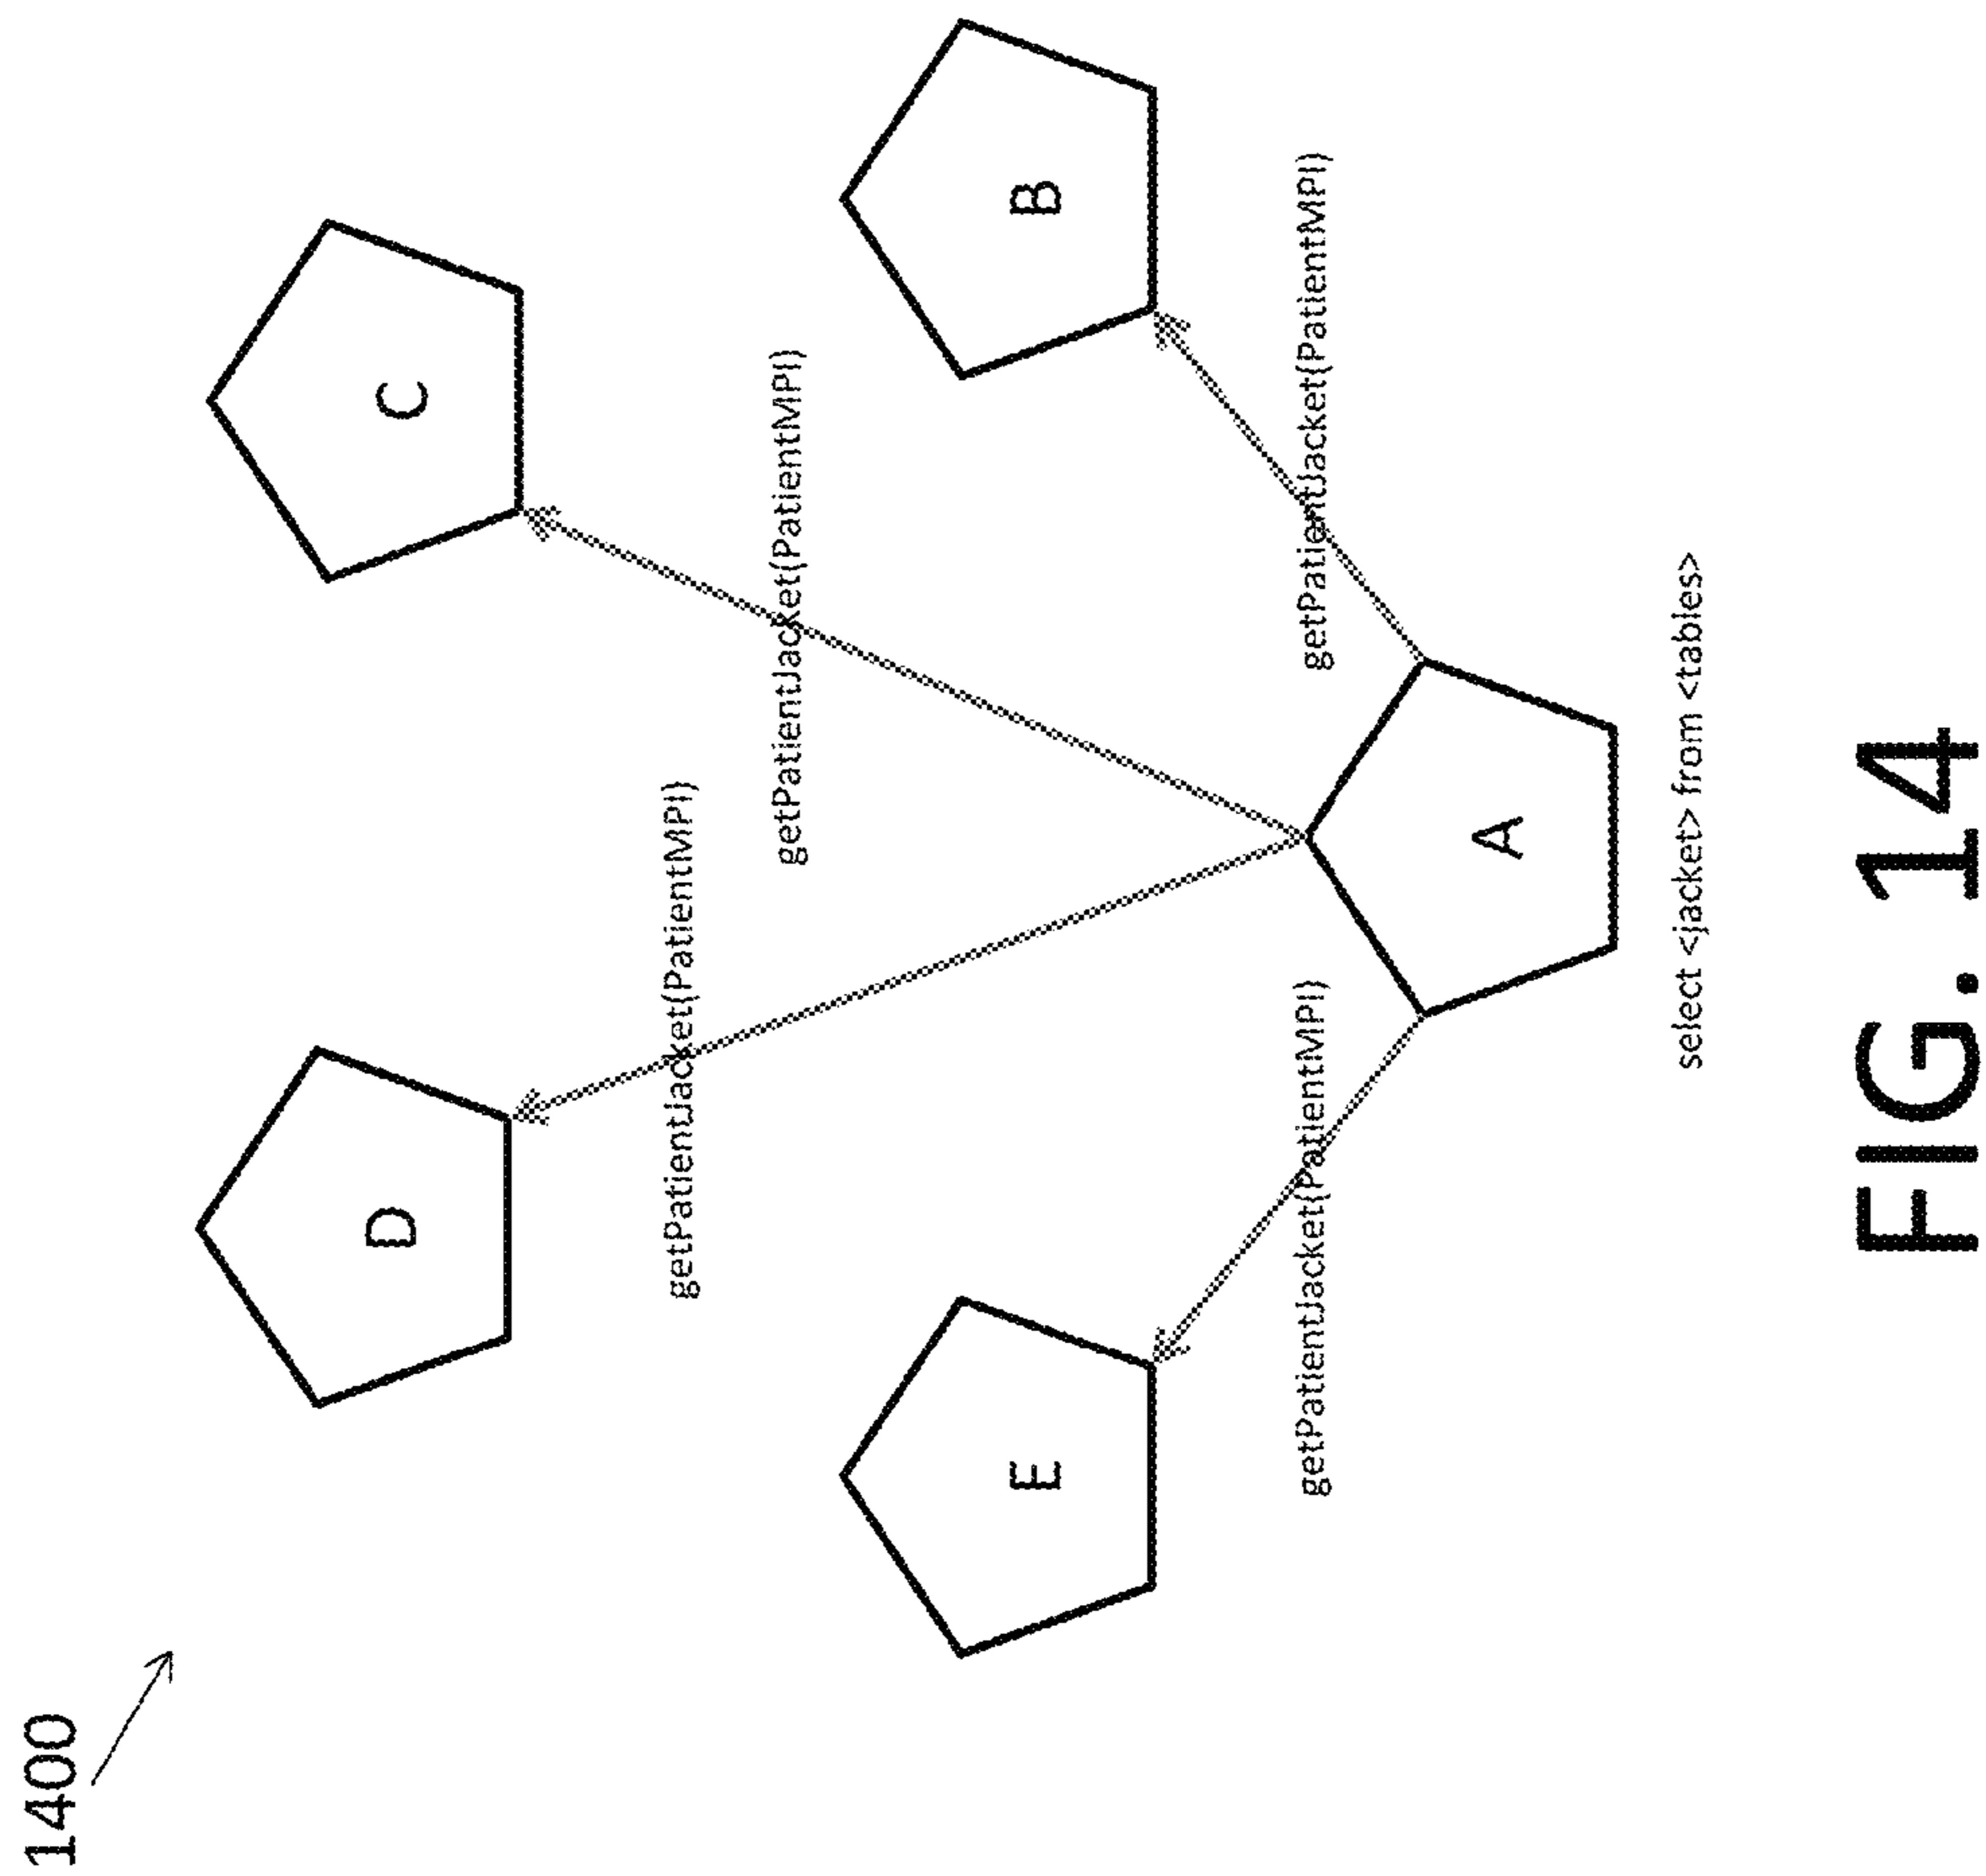 1400
D
C
getPatientJacket(PatientMPI)
getPatientJacket(PatientMPI)
E
B
getPatientJacket(PatientMPI)
getPatientJacket(PatientMPI)
A
select <jacket> from <tables>
FIG. 14